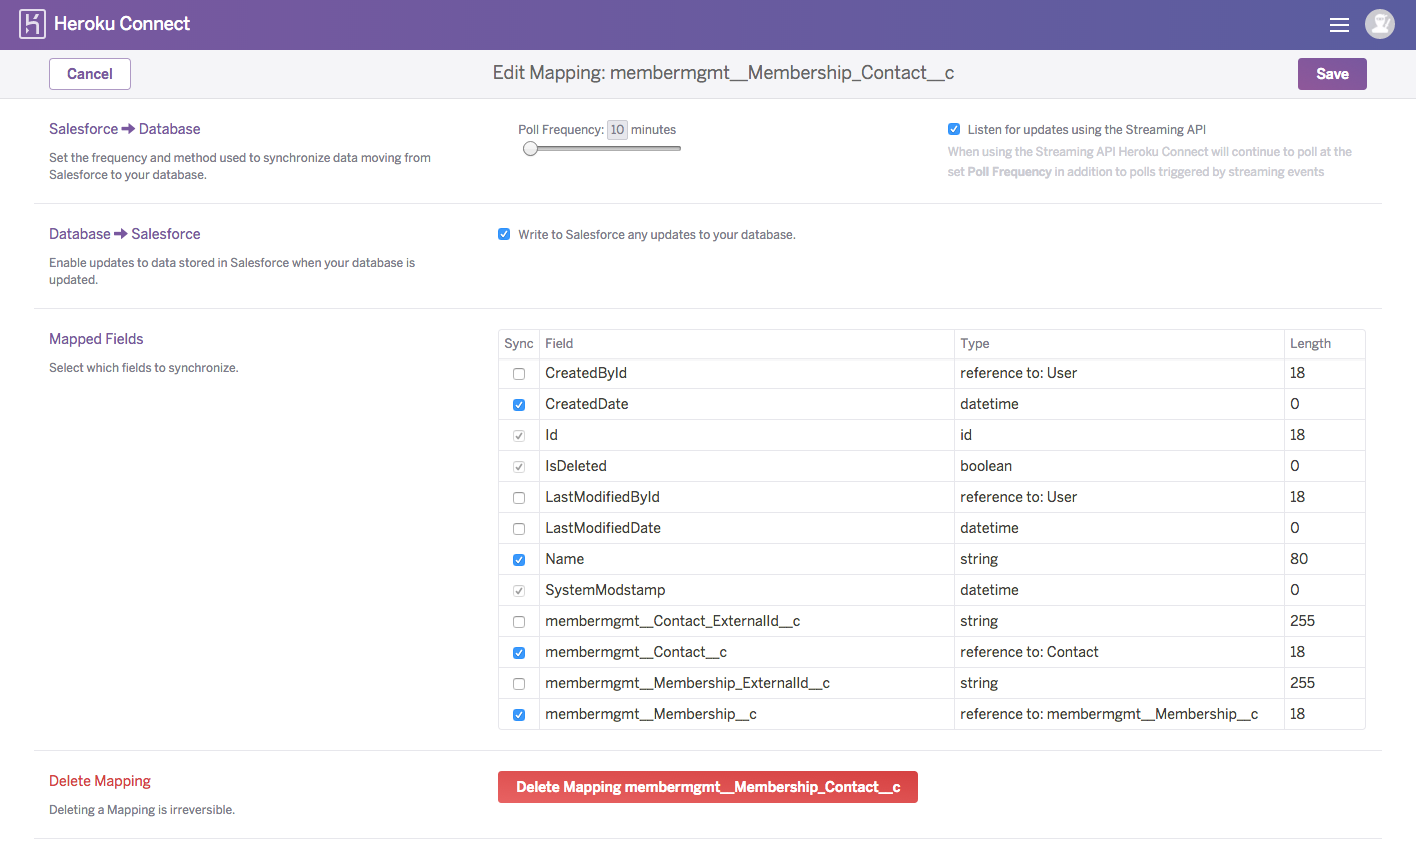 Heroku Connect
Cancel
Edit Mapping: membermgmt__Membership_Contact__c
Save
Salesforce ➔ Database
Set the frequency and method used to synchronize data moving from
Salesforce to your database.
Poll Frequency: 10 minutes
Listen for updates using the Streaming API
When using the Streaming API Heroku Connect will continue to poll at the
set Poll Frequency in addition to polls triggered by streaming events
Database ➔ Salesforce
Enable updates to data stored in Salesforce when your database is
updated.
Write to Salesforce any updates to your database.
Mapped Fields
Select which fields to synchronize.
Sync Field Type Length
CreatedById reference to: User 18
CreatedDate datetime 0
Id id 18
IsDeleted boolean 0
LastModifiedById reference to: User 18
LastModifiedDate datetime 0
Name string 80
SystemModstamp datetime 0
membermgmt__Contact_ExternalId__c string 255
membermgmt__Contact__c reference to: Contact 18
membermgmt__Membership_ExternalId__c string 255
membermgmt__Membership__c reference to: membermgmt__Membership__c 18
Delete Mapping
Deleting a Mapping is irreversible.
Delete Mapping membermgmt__Membership_Contact__c